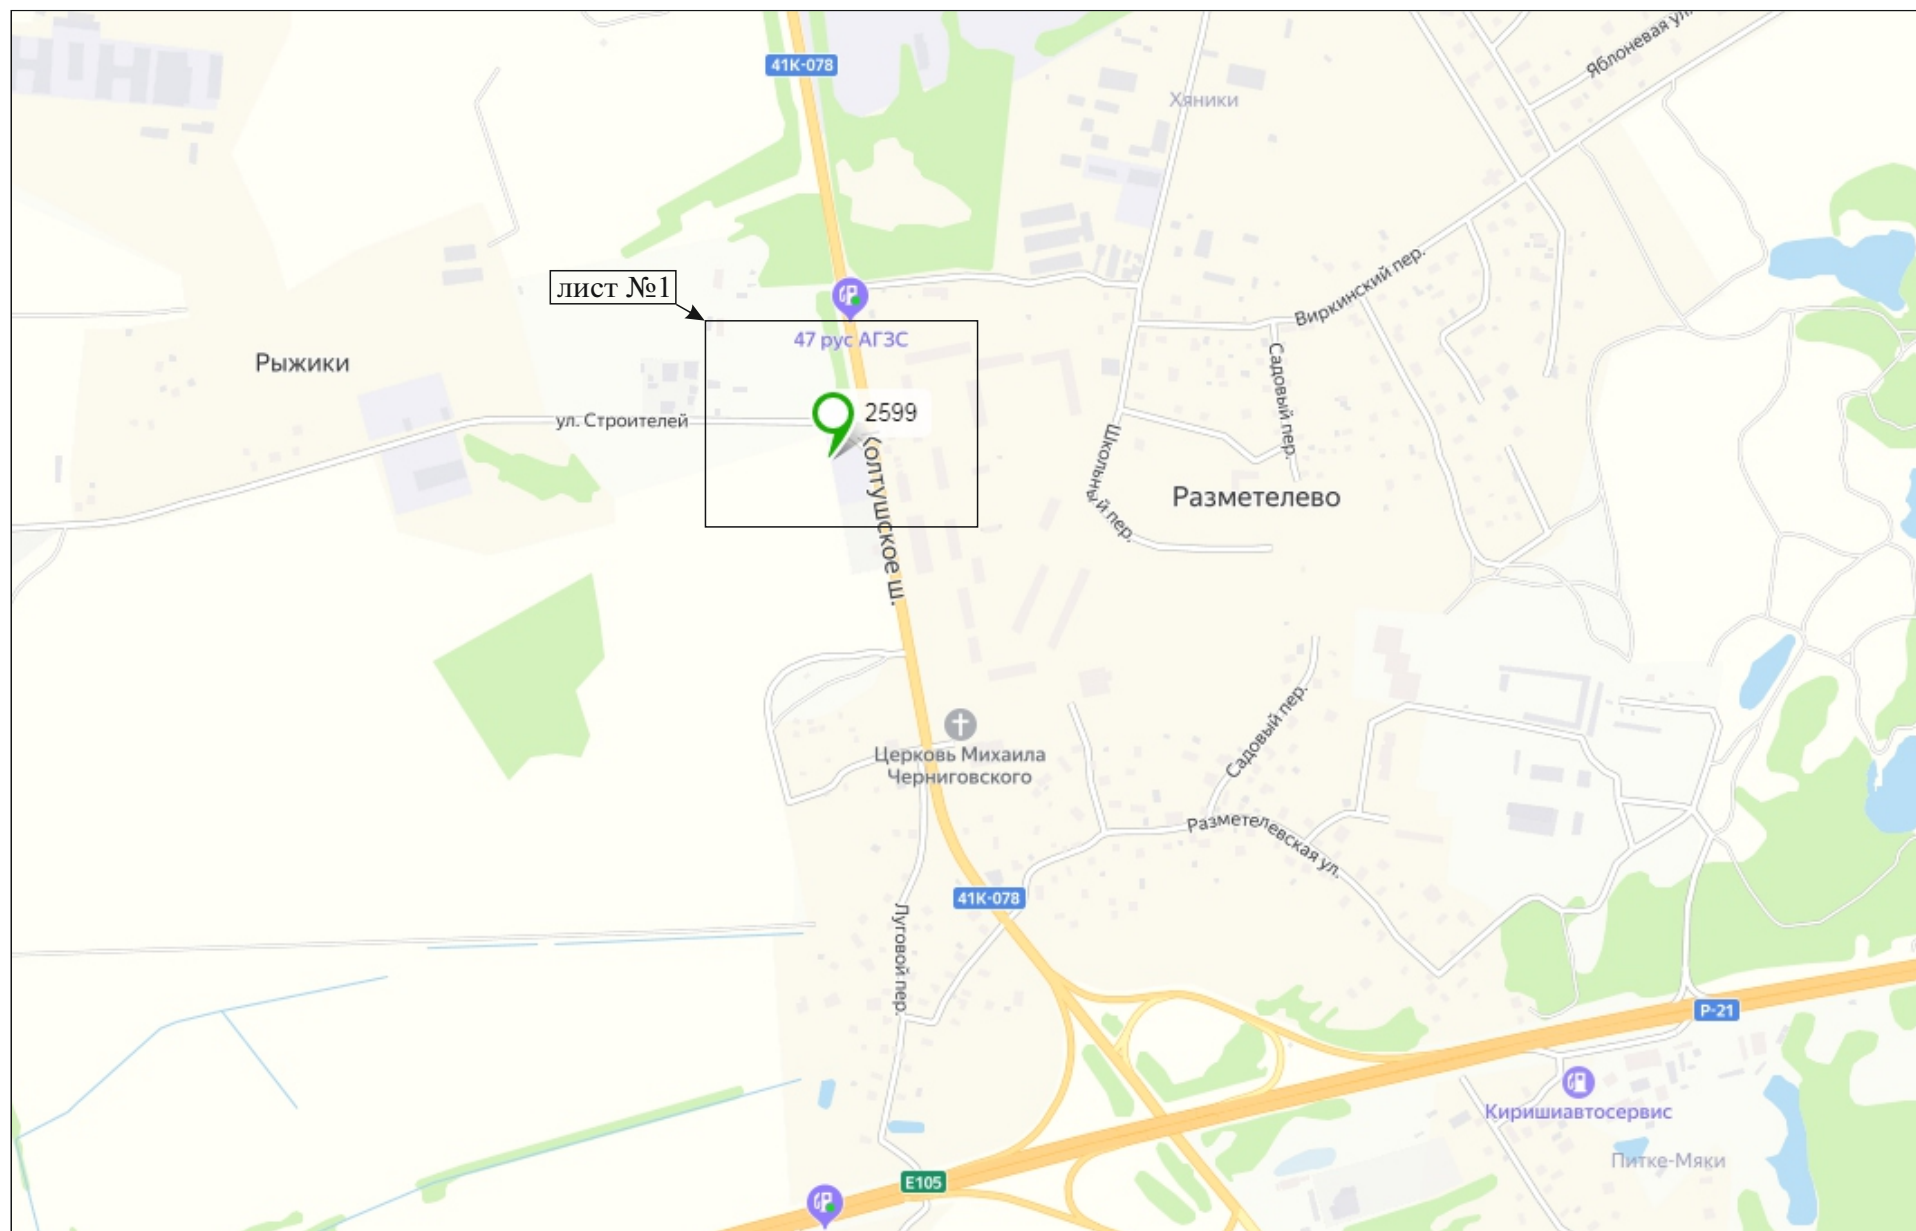 Яблоневая ул.
41К-078
Хяники
лист №1
Виркинский пер.
47 рус АГЗС
Рыжики
Садовый пер.
2599
ул. Строителей
Колтушское ш.
Школьный пер.
Разметелево
Садовый пер.
Церковь Михаила
Черниговского
Разметелевская ул.
41К-078
Луговой пер.
Р-21
Киришиавтосервис
Питке-Мяки
E105